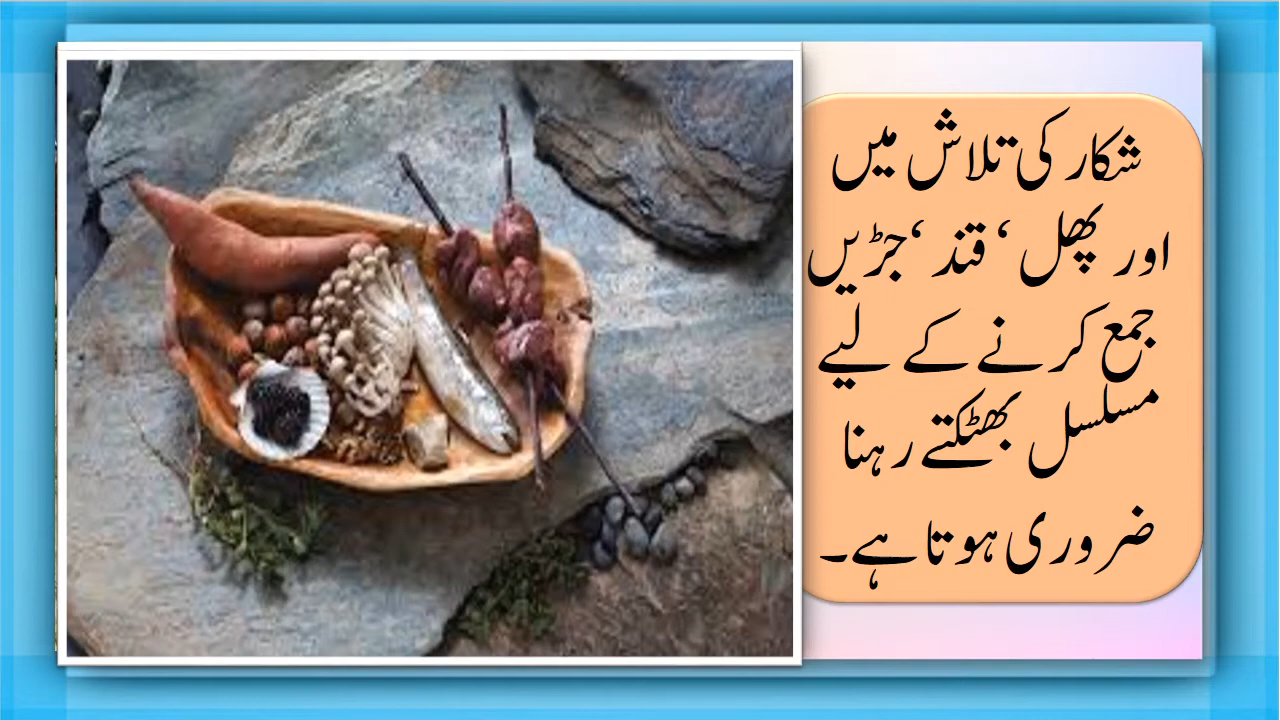 شکار کی تلاش میں
اور پھل ‘ قند ‘جڑیں
جمع کرنے کے لیے
مسلسل بھٹکتے رہنا
ضروری ہوتا ہے۔